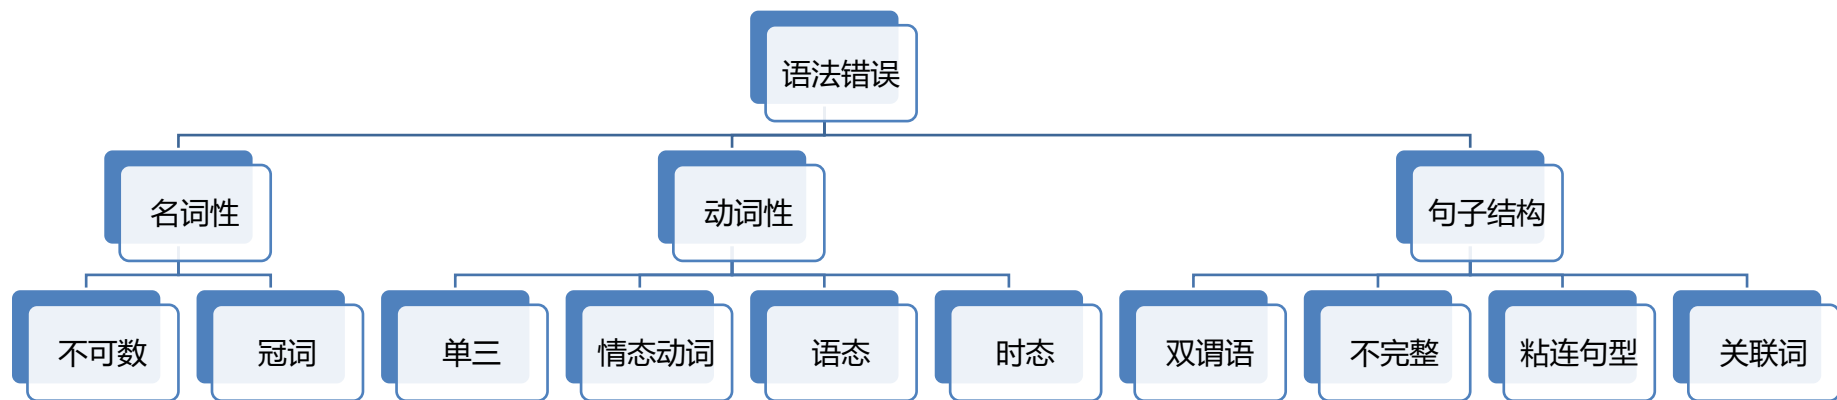 语法错误
名词性
动词性
句子结构
不可数
冠词
单三
情态动词
语态
时态
双谓语
不完整
粘连句型
关联词